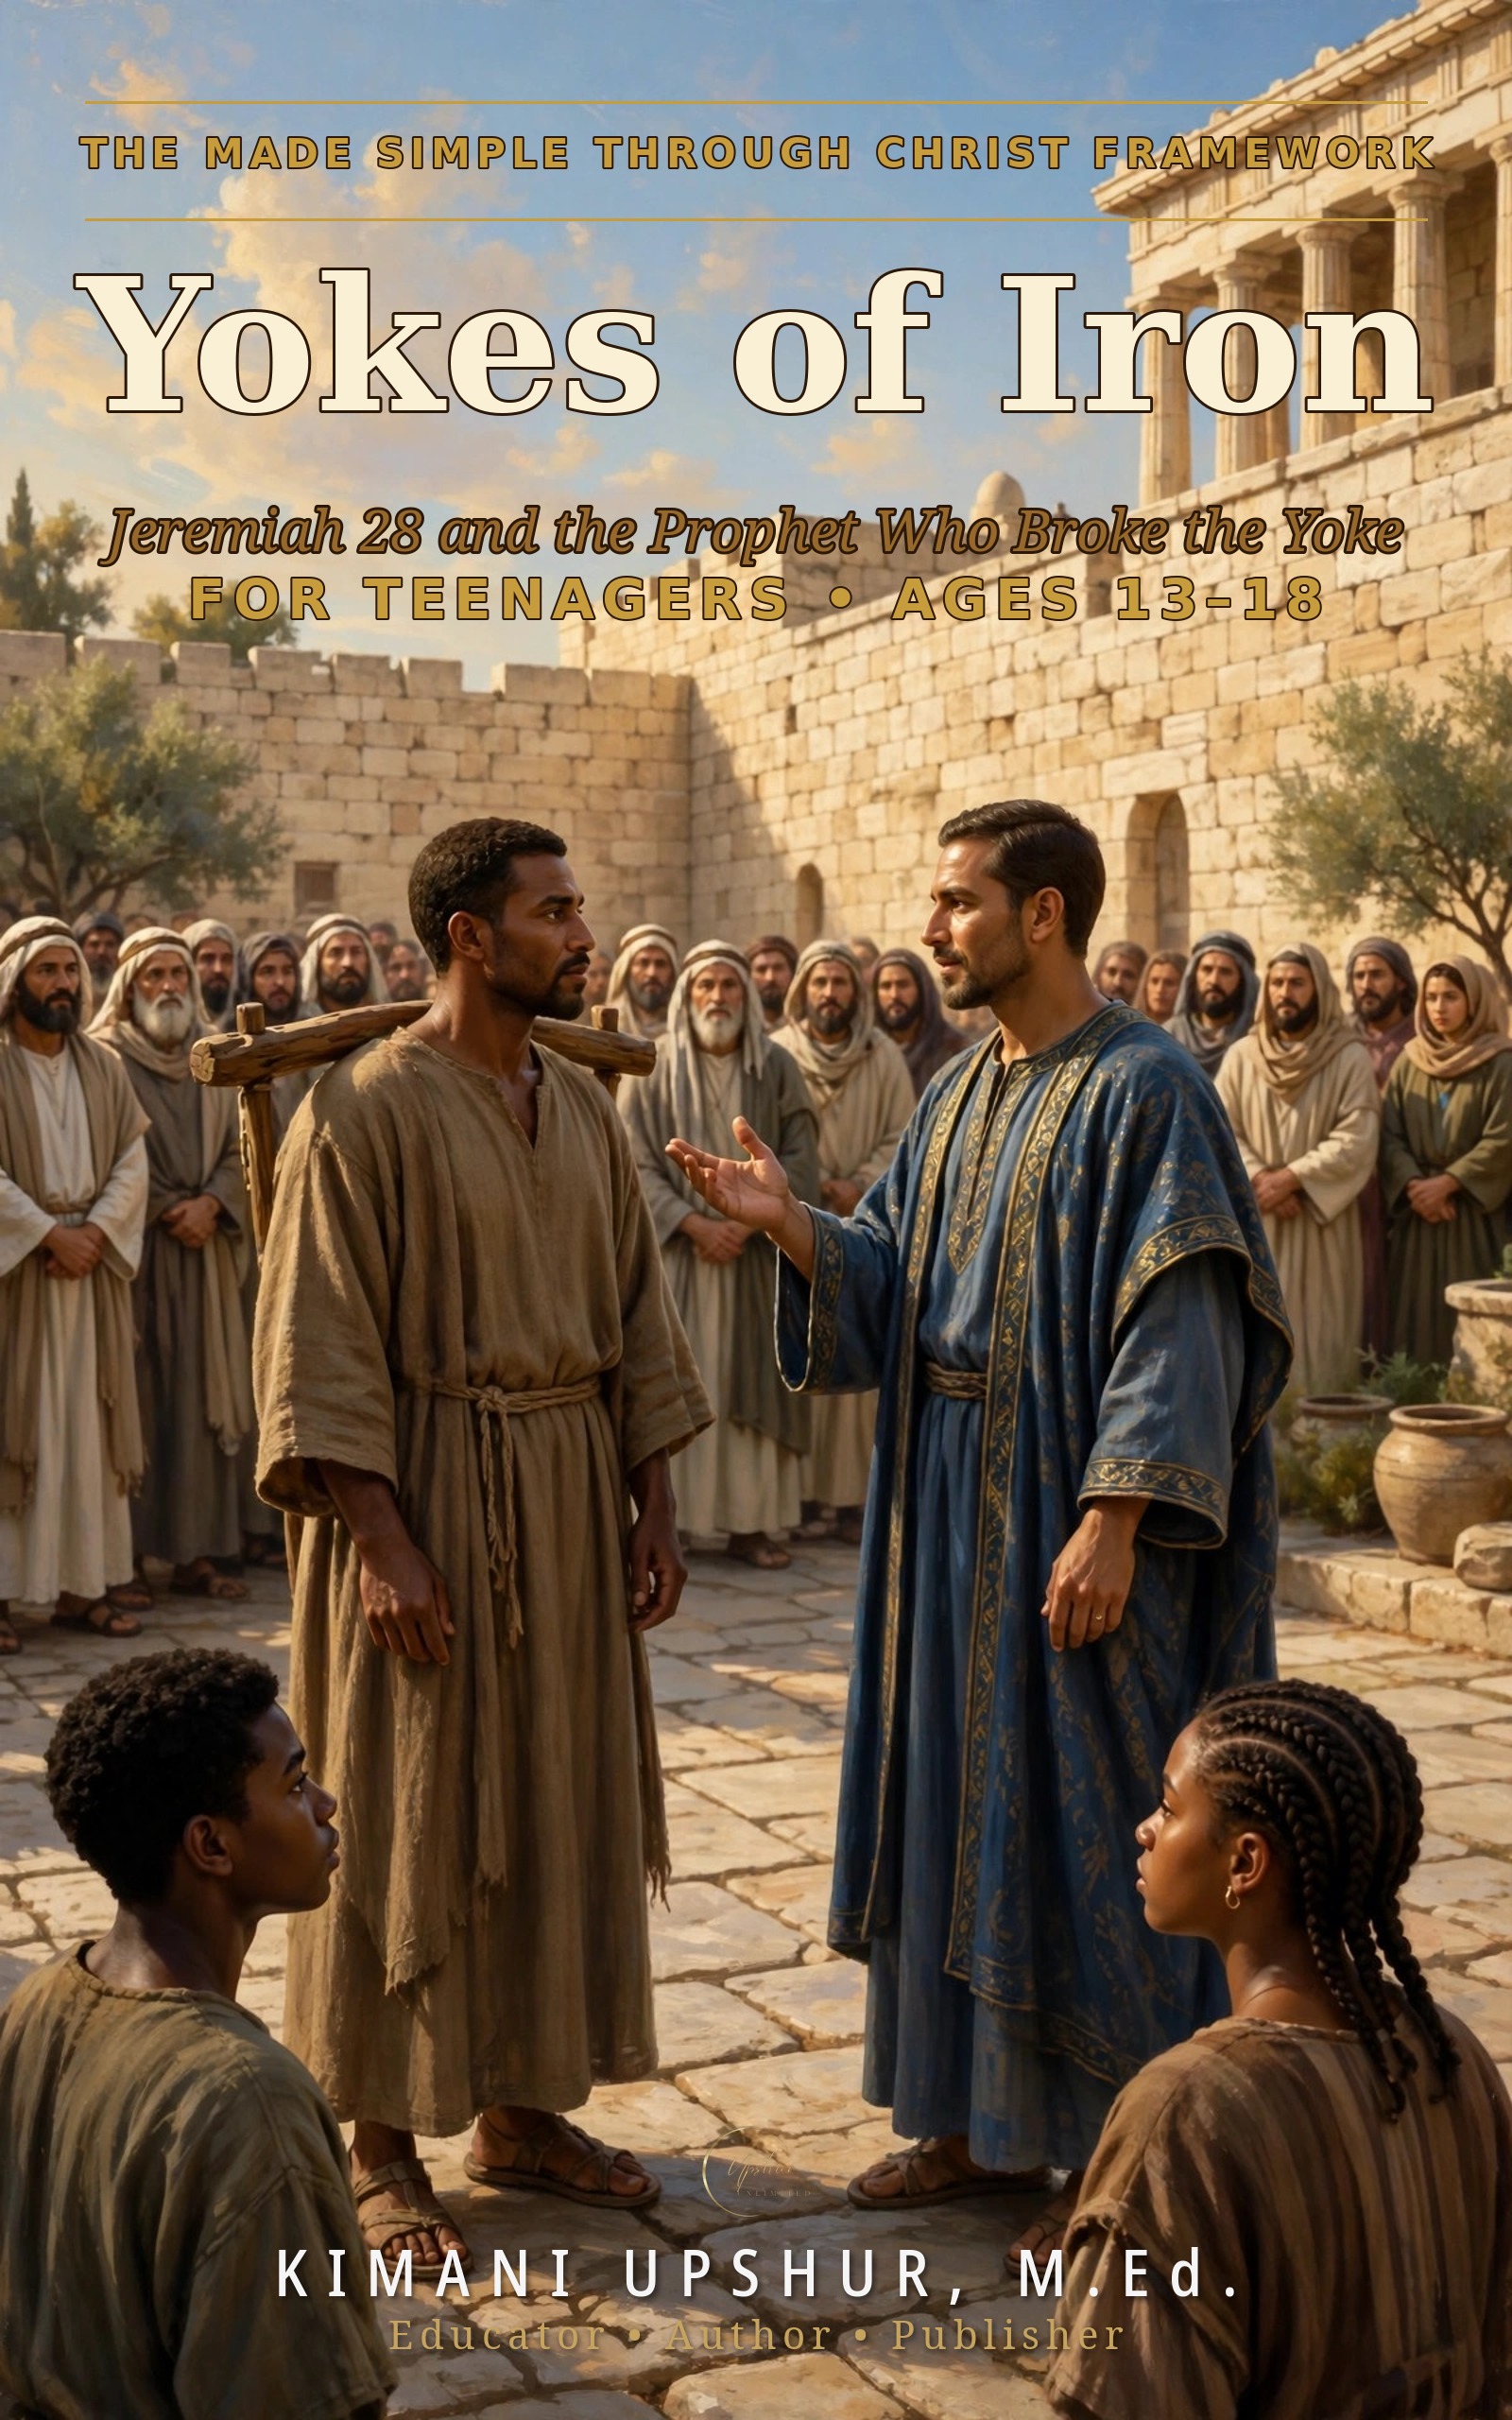 THE MADE SIMPLE THROUGH CHRIST FRAMEWORK
Yokes of Iron
Jeremiah 28 and the Prophet Who Broke the Yoke
FOR TEENAGERS • AGES 13–18
Upshur
KIMANI UPSHUR, M.Ed.
Educator • Author • Publisher